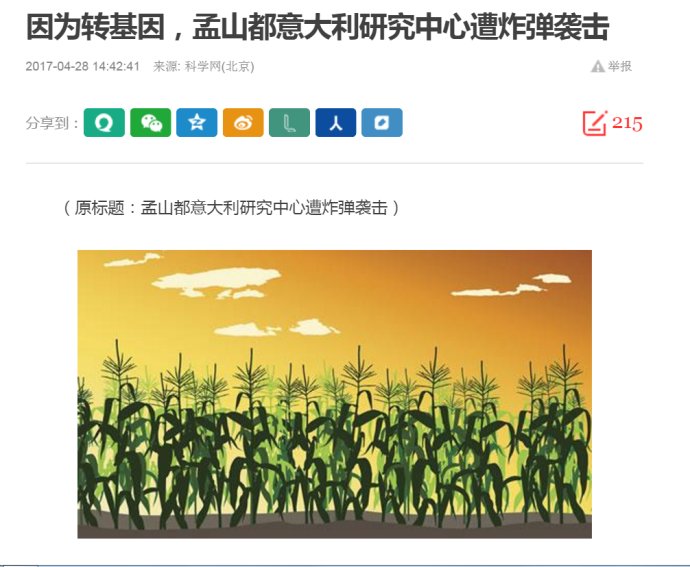 因为转基因，孟山都意大利研究中心遭炸弹袭击
2017-04-28 14:42:41 来源: 科学网(北京) 举报
分享到： 215
（原标题：孟山都意大利研究中心遭炸弹袭击）